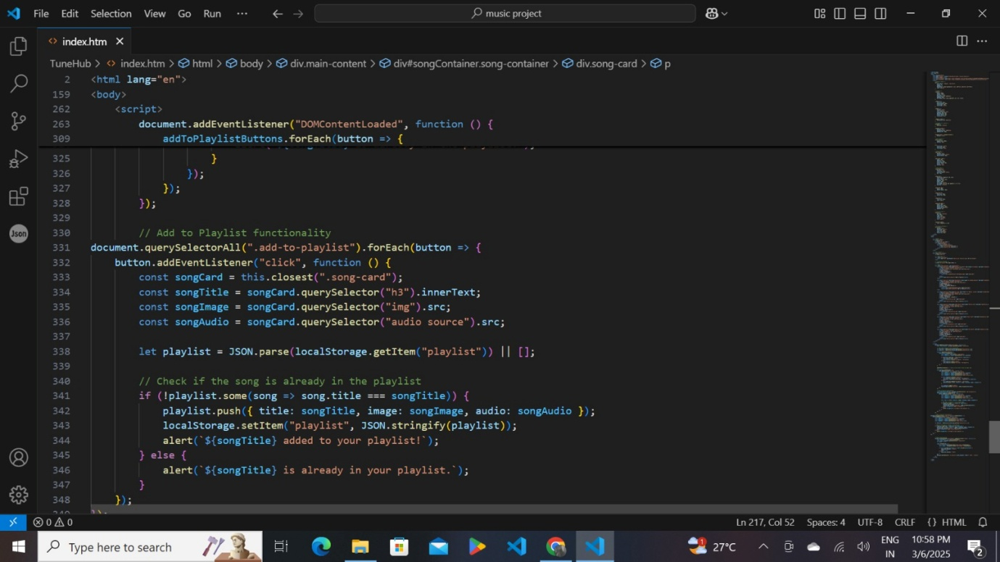 File Edit Selection View Go Run ··· music project
index.htm
TuneHub > index.htm > html > body > div.main-content > div#songContainer.song-container > div.song-card > p
2 <html lang="en">
159 <body>
262 <script>
263 document.addEventListener("DOMContentLoaded", function () {
309 addToPlaylistButtons.forEach(button => {
325 }
326 });
327 });
328 });
329
330 // Add to Playlist functionality
331 document.querySelectorAll(".add-to-playlist").forEach(button => {
332 button.addEventListener("click", function () {
333 const songCard = this.closest(".song-card");
334 const songTitle = songCard.querySelector("h3").innerText;
335 const songImage = songCard.querySelector("img").src;
336 const songAudio = songCard.querySelector("audio source").src;
337
338 let playlist = JSON.parse(localStorage.getItem("playlist")) || [];
339
340 // Check if the song is already in the playlist
341 if (!playlist.some(song => song.title === songTitle)) {
342 playlist.push({ title: songTitle, image: songImage, audio: songAudio });
343 localStorage.setItem("playlist", JSON.stringify(playlist));
344 alert(`${songTitle} added to your playlist!`);
345 } else {
346 alert(`${songTitle} is already in your playlist.`);
347 }
348 });
Json
0 0 Ln 217, Col 52 Spaces: 4 UTF-8 CRLF {} HTML
Type here to search 1 27°C ENG IN 10:58 PM 3/6/2025 2